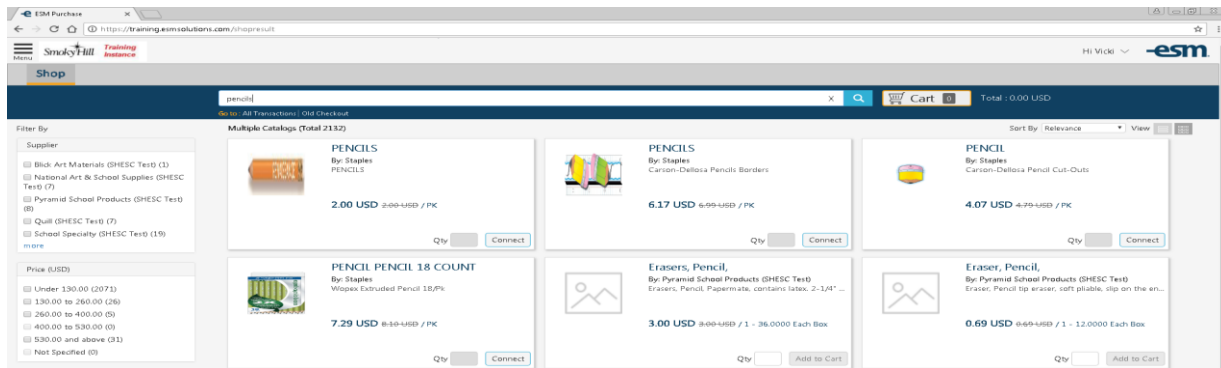 ESM Purchase
https://training.esmsolutions.com/shopresult
Menu
Smoky Hill
Training
Instance
Hi Vicki
esm
Shop
pencils
Cart 0
Total : 0.00 USD
Go to : All Transactions | Old Checkout
Filter By
Multiple Catalogs (Total 2132)
Sort By Relevance
View
Supplier
Blick Art Materials (SHESC Test) (1)
National Art & School Supplies (SHESC
Test) (7)
Pyramid School Products (SHESC Test)
(8)
Quill (SHESC Test) (7)
School Specialty (SHESC Test) (19)
more
Price (USD)
Under 130.00 (2071)
130.00 to 260.00 (26)
260.00 to 400.00 (5)
400.00 to 530.00 (0)
530.00 and above (31)
Not Specified (0)
PENCILS
By: Staples
PENCILS
2.00 USD 2.00 USD / PK
Qty Connect
PENCILS
By: Staples
Carson-Dellosa Pencils Borders
6.17 USD 6.99 USD / PK
Qty Connect
PENCIL
By: Staples
Carson-Dellosa Pencil Cut-Outs
4.07 USD 4.79 USD / PK
Qty Connect
PENCIL PENCIL 18 COUNT
By: Staples
Wopex Extruded Pencil 18/Pk
7.29 USD 8.10 USD / PK
Qty Connect
Erasers, Pencil,
By: Pyramid School Products (SHESC Test)
Erasers, Pencil, Papermate, contains latex. 2-1/4" ...
3.00 USD 3.00 USD / 1 - 36.0000 Each Box
Qty Add to Cart
Eraser, Pencil,
By: Pyramid School Products (SHESC Test)
Eraser, Pencil tip eraser, soft pliable, slip on the en...
0.69 USD 0.69 USD / 1 - 12.0000 Each Box
Qty Add to Cart